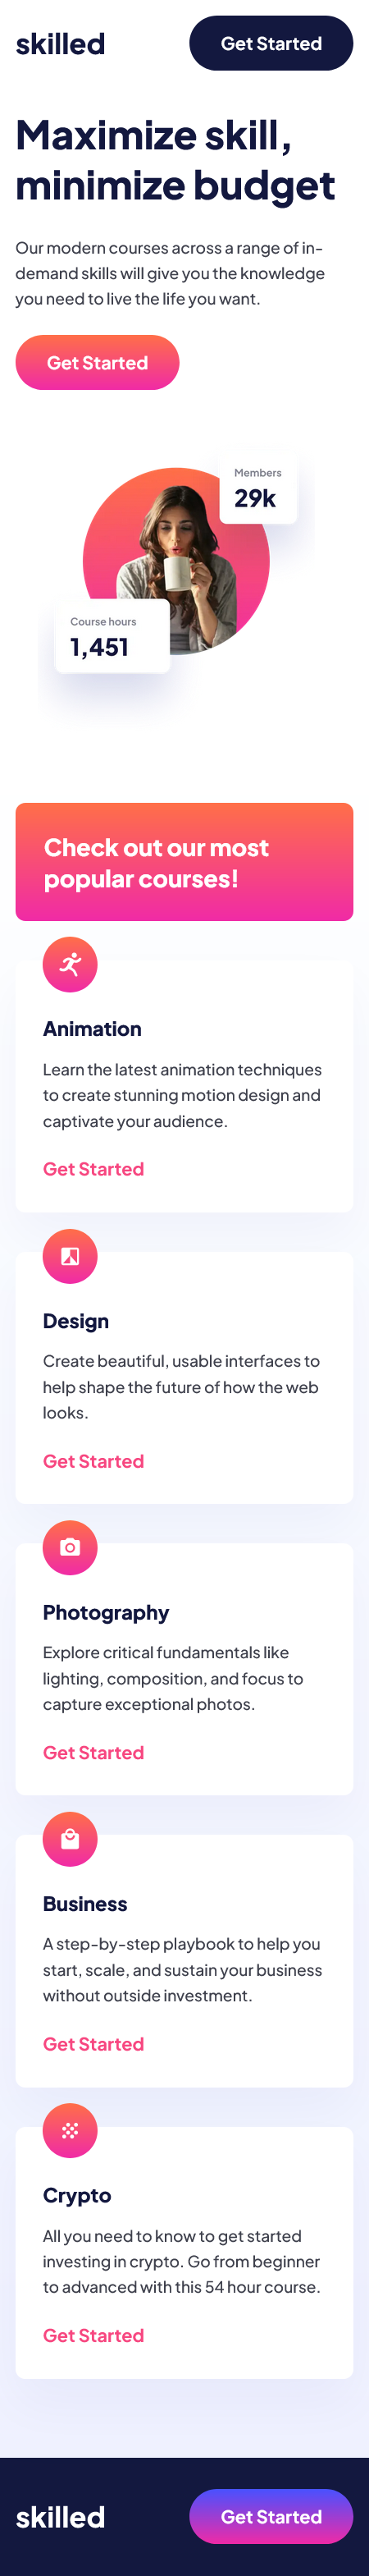 skilled
Get Started
Maximize skill,
minimize budget
Our modern courses across a range of in-
demand skills will give you the knowledge
you need to live the life you want.
Get Started
Members
29k
Course hours
1,451
Check out our most
popular courses!
Animation
Learn the latest animation techniques
to create stunning motion design and
captivate your audience.
Get Started
Design
Create beautiful, usable interfaces to
help shape the future of how the web
looks.
Get Started
Photography
Explore critical fundamentals like
lighting, composition, and focus to
capture exceptional photos.
Get Started
Business
A step-by-step playbook to help you
start, scale, and sustain your business
without outside investment.
Get Started
Crypto
All you need to know to get started
investing in crypto. Go from beginner
to advanced with this 54 hour course.
Get Started
skilled
Get Started